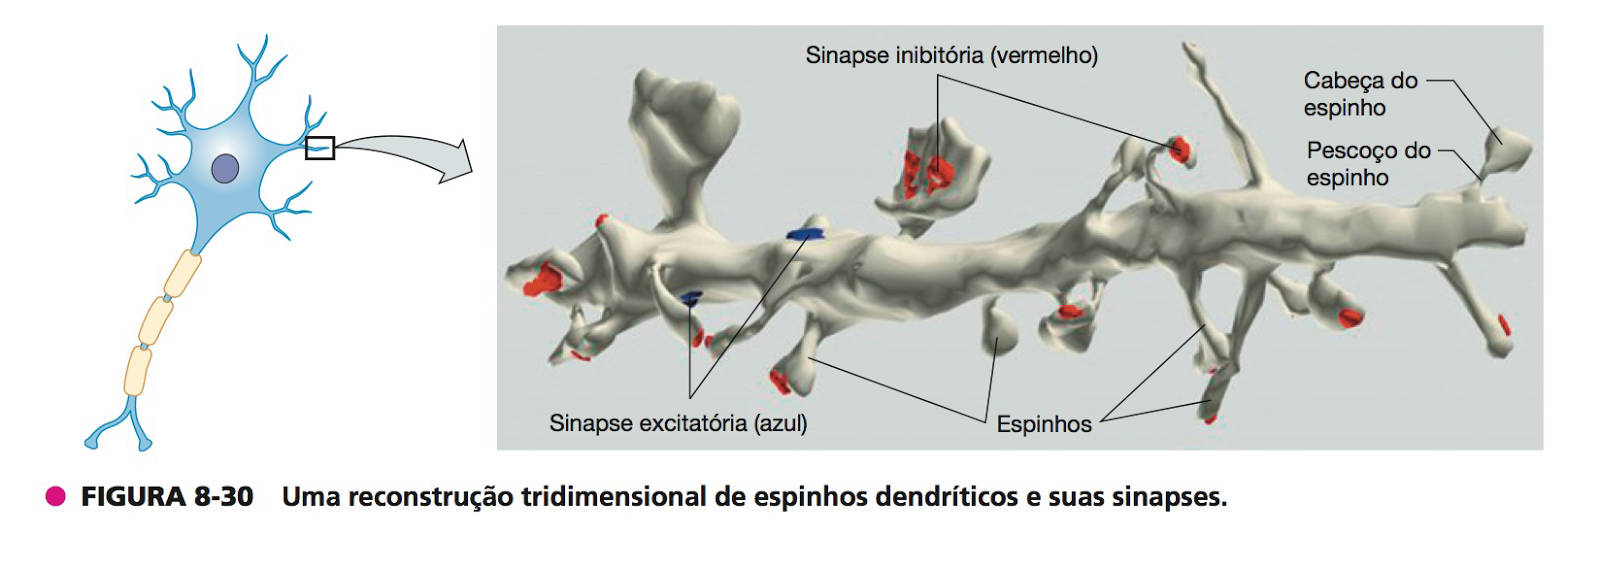 Sinapse inibitória (vermelho)
Cabeça do
espinho
Pescoço do
espinho
Sinapse excitatória (azul)
Espinhos
FIGURA 8-30 Uma reconstrução tridimensional de espinhos dendríticos e suas sinapses.